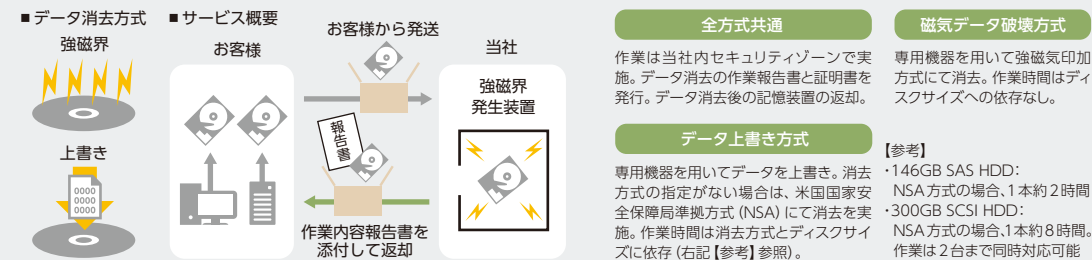 ■データ消去方式
強磁界
上書き
0000
0000
0000
■サービス概要
お客様
お客様から発送
報告書
作業内容報告書を
添付して返却
当社
強磁界
発生装置
全方式共通
作業は当社内セキュリティゾーンで実
施。データ消去の作業報告書と証明書を
発行。データ消去後の記憶装置の返却。
データ上書き方式
専用機器を用いてデータを上書き。消去
方式の指定がない場合は、米国国家安
全保障局準拠方式（NSA）にて消去を実
施。作業時間は消去方式とディスクサイ
ズに依存（右記【参考】参照）。
磁気データ破壊方式
専用機器を用いて強磁気印加
方式にて消去。作業時間はディ
スクサイズへの依存なし。
【参考】
・146GB SAS HDD：
NSA方式の場合、1本約2時間
・300GB SCSI HDD：
NSA方式の場合、1本約8時間。
作業は2台まで同時対応可能